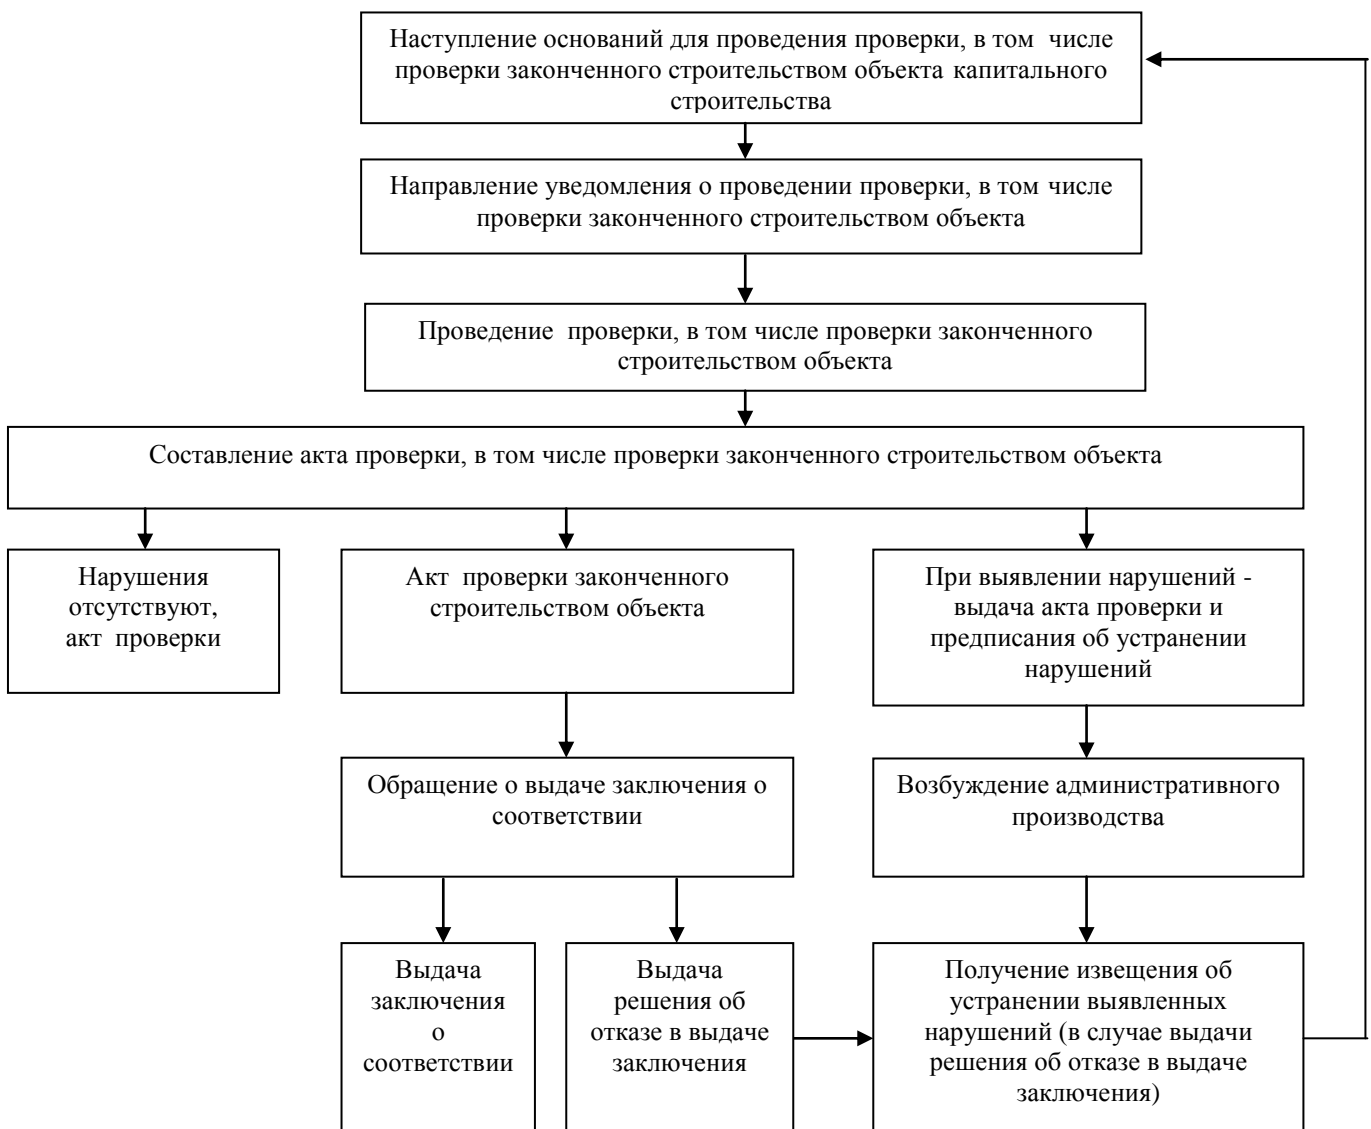 Наступление оснований для проведения проверки, в том числе
проверки законченного строительством объекта капитального
строительства
Направление уведомления о проведении проверки, в том числе
проверки законченного строительством объекта
Проведение проверки, в том числе проверки законченного
строительством объекта
Составление акта проверки, в том числе проверки законченного строительством объекта
Нарушения
отсутствуют,
акт проверки
Акт проверки законченного
строительством объекта
При выявлении нарушений -
выдача акта проверки и
предписания об устранении
нарушений
Обращение о выдаче заключения о
соответствии
Возбуждение административного
производства
Выдача
заключения
о
соответствии
Выдача
решения об
отказе в выдаче
заключения
Получение извещения об
устранении выявленных
нарушений (в случае выдачи
решения об отказе в выдаче
заключения)